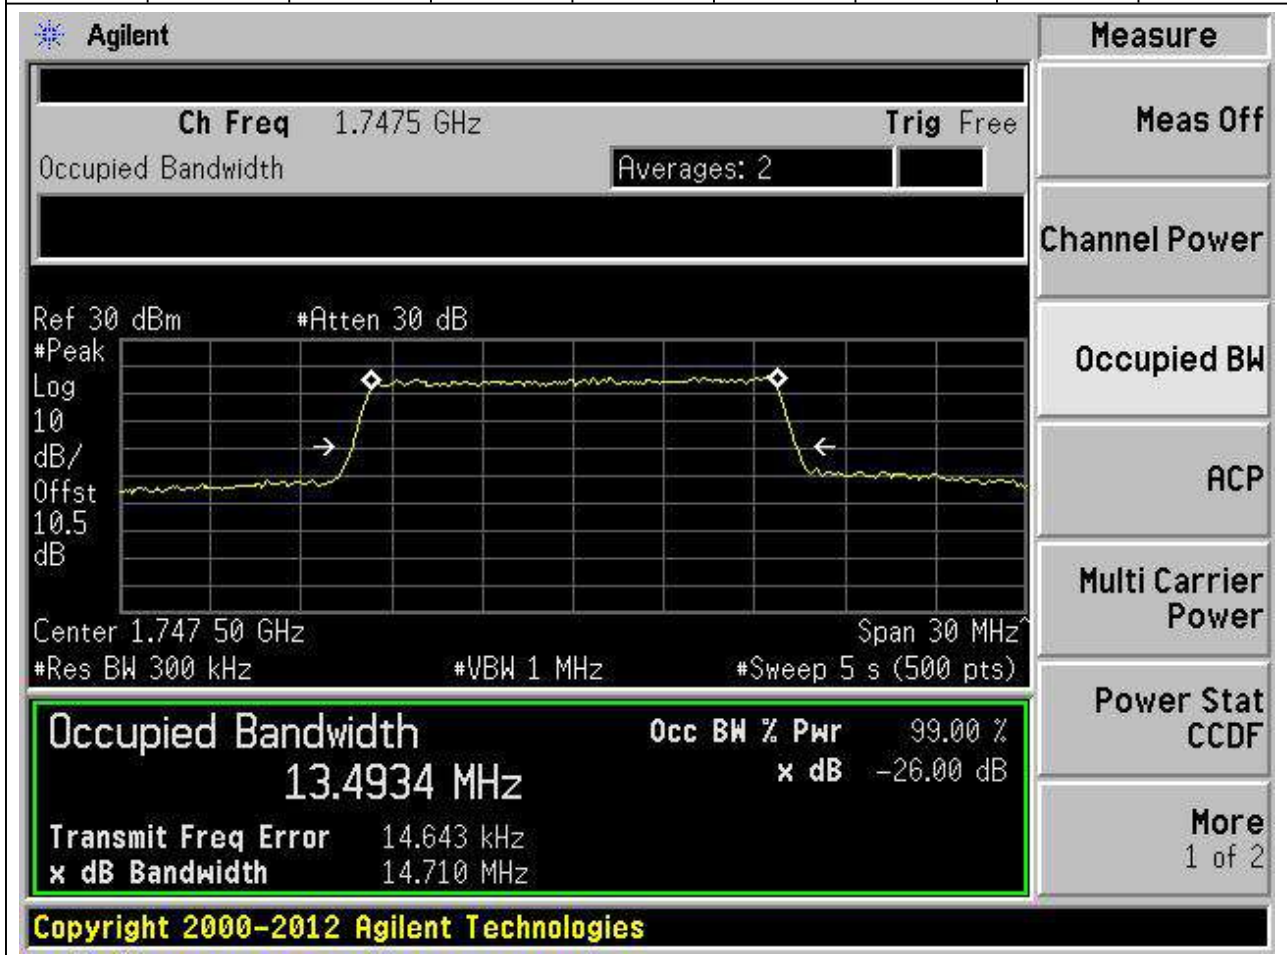 Agilent
Measure
Ch Freq 1.7475 GHz Trig Free
Occupied Bandwidth Averages: 2
Ref 30 dBm #Atten 30 dB
#Peak
Log
10
dB/
Offst
10.5
dB
Center 1.747 50 GHz Span 30 MHz^
#Res BW 300 kHz #VBW 1 MHz #Sweep 5 s (500 pts)
Occupied Bandwidth Occ BW % Pwr 99.00 %
13.4934 MHz x dB -26.00 dB
Transmit Freq Error 14.643 kHz
x dB Bandwidth 14.710 MHz
Copyright 2000-2012 Agilent Technologies
Meas Off
Channel Power
Occupied BW
ACP
Multi Carrier
Power
Power Stat
CCDF
More
1 of 2